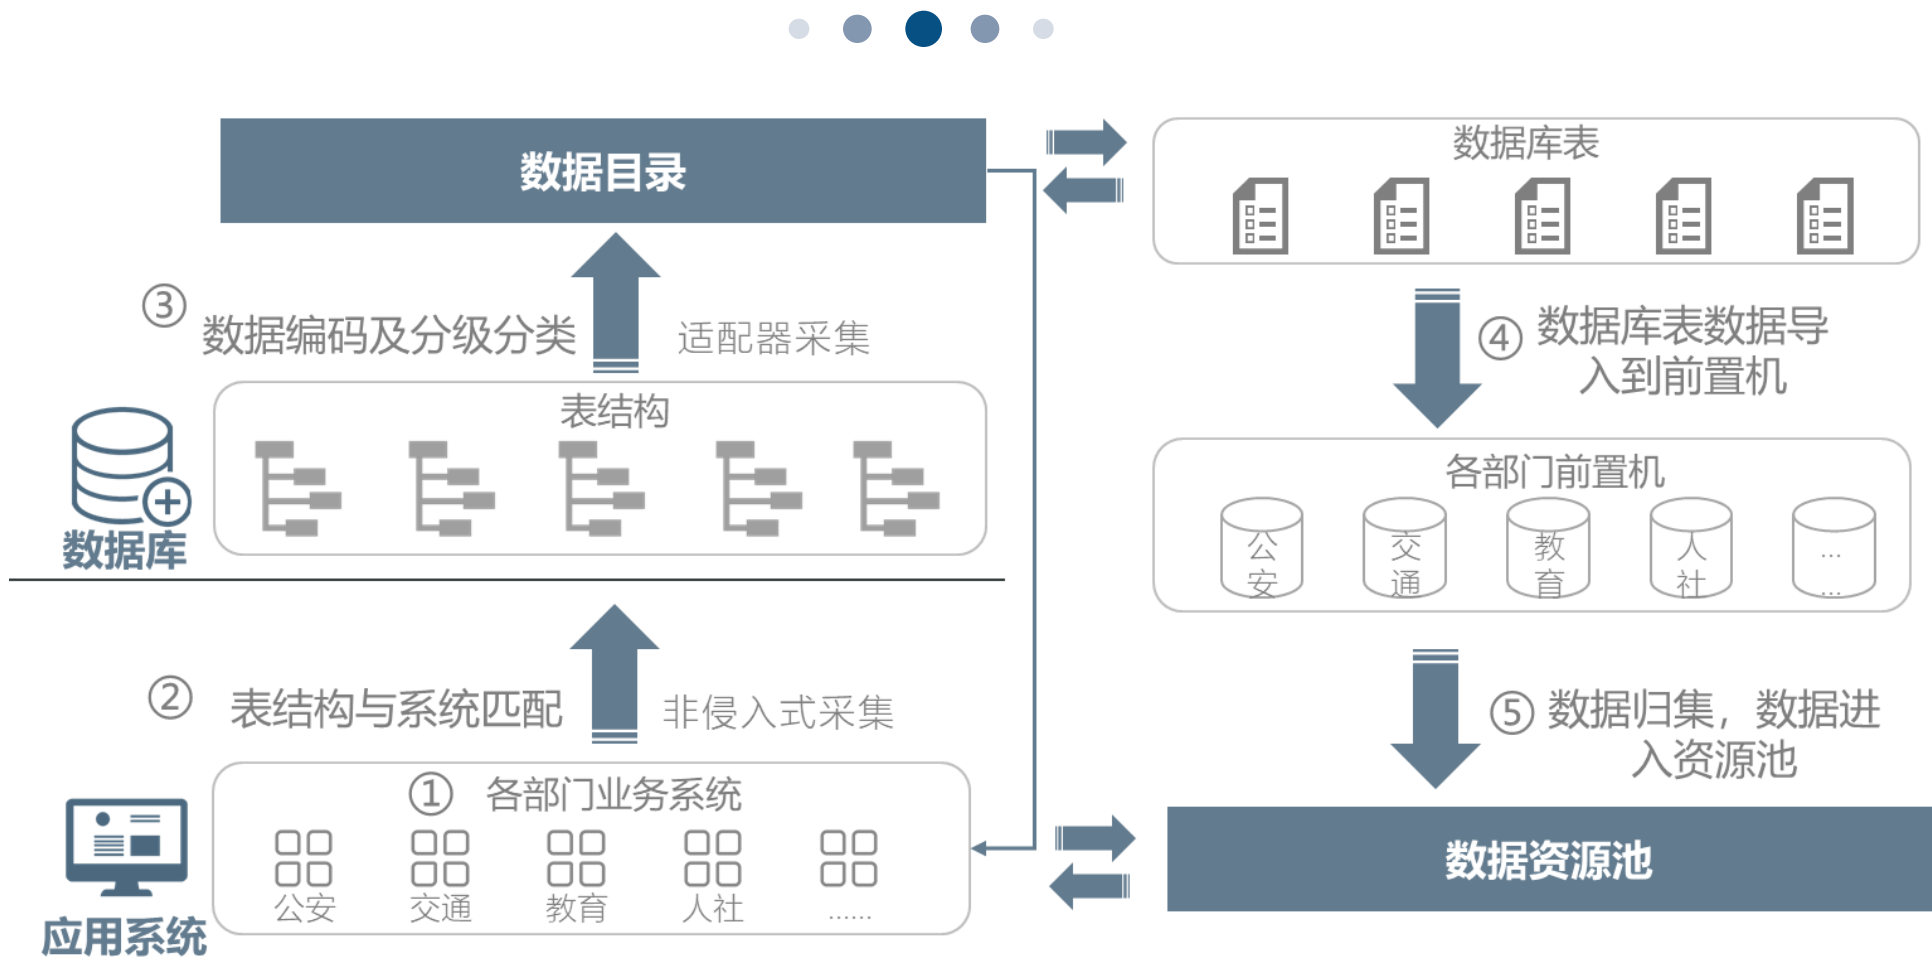 数据目录
③
数据编码及分级分类
适配器采集
表结构
数据库
②
表结构与系统匹配
非侵入式采集
① 各部门业务系统
公安 交通 教育 人社 ......
应用系统
数据库表
④ 数据库表数据导
入到前置机
各部门前置机
公 交 教 人 ...
安 通 育 社 ...
⑤ 数据归集，数据进
入资源池
数据资源池